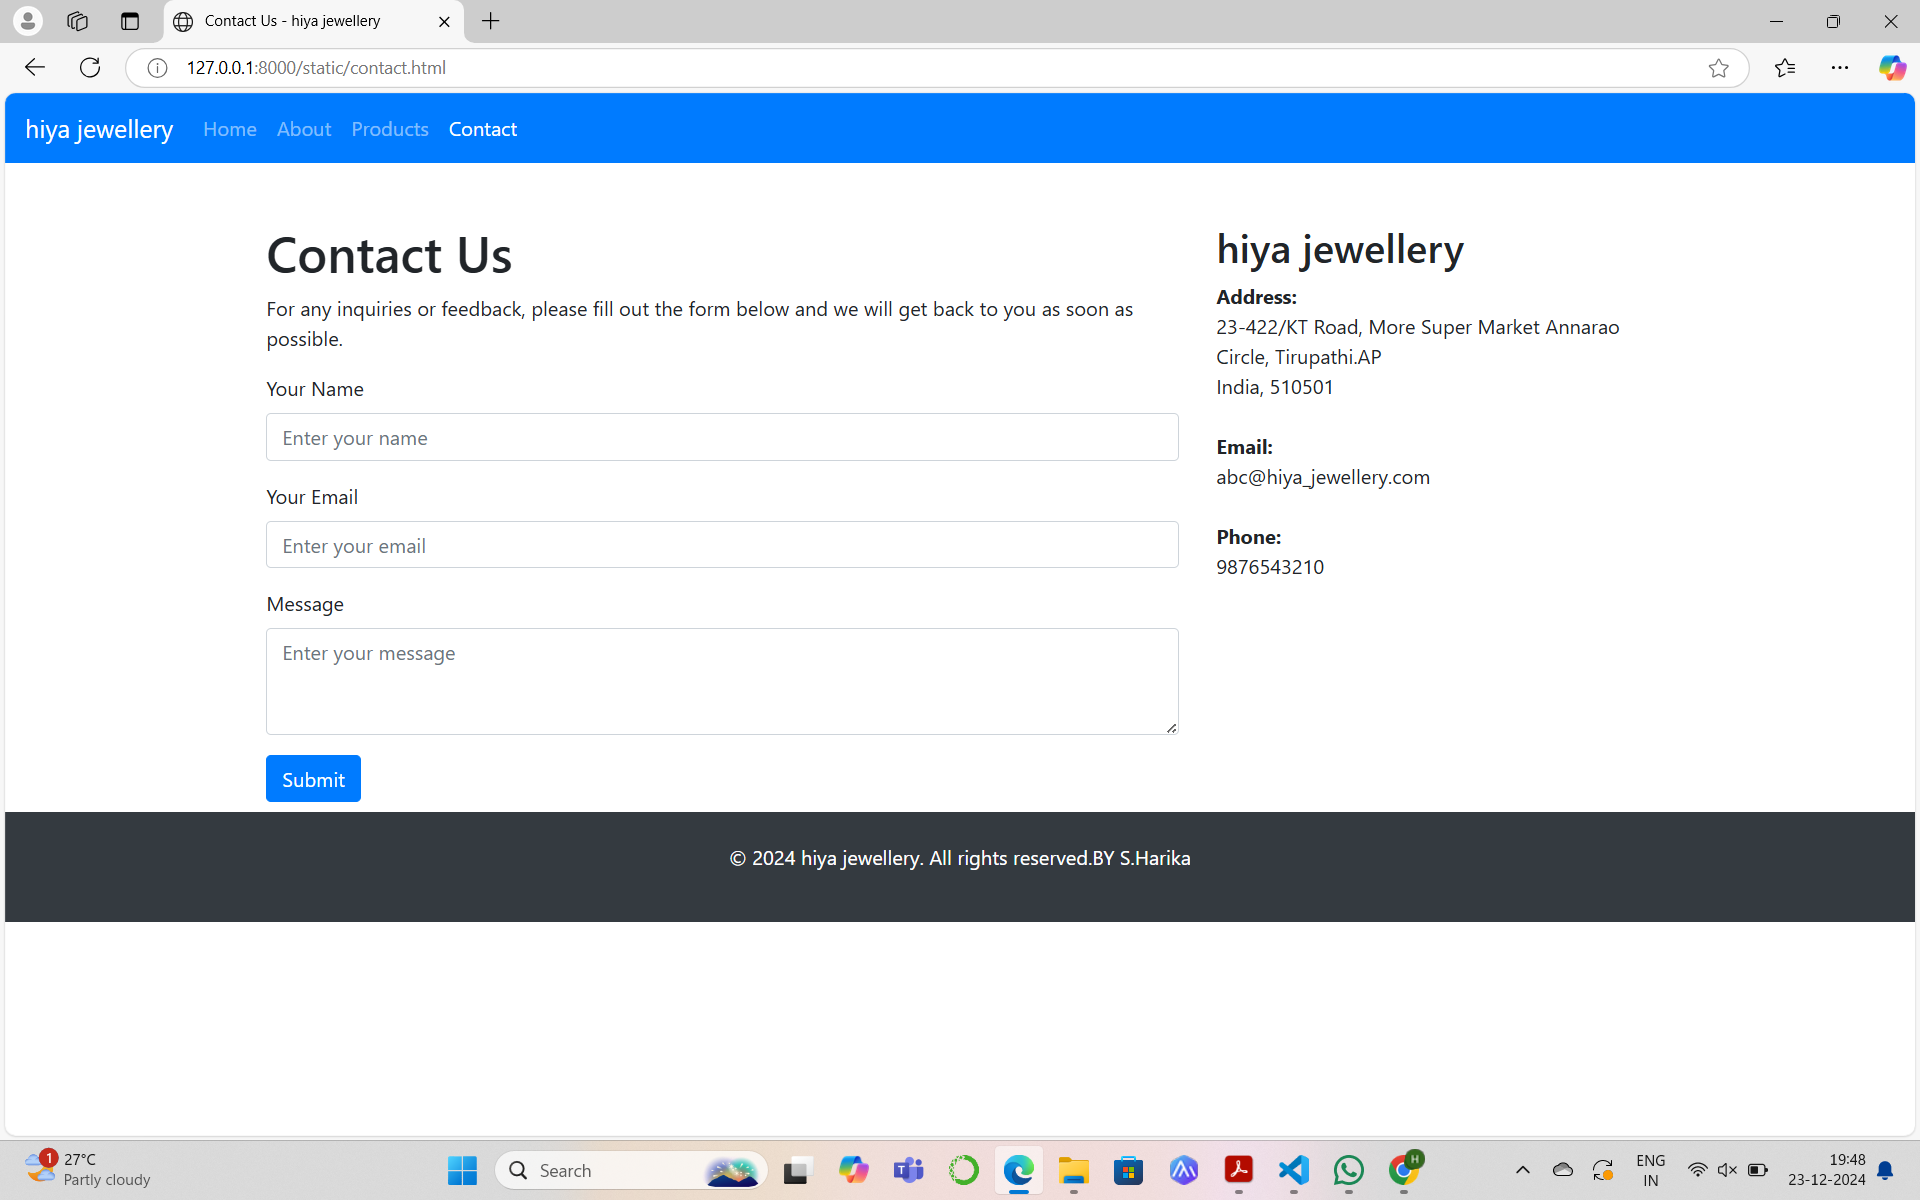 Contact Us - hiya jewellery
127.0.0.1:8000/static/contact.html
hiya jewellery Home About Products Contact
Contact Us
For any inquiries or feedback, please fill out the form below and we will get back to you as soon as
possible.
Your Name
Enter your name
Your Email
Enter your email
Message
Enter your message
Submit
hiya jewellery
Address:
23-422/KT Road, More Super Market Annarao
Circle, Tirupathi.AP
India, 510501
Email:
abc@hiya_jewellery.com
Phone:
9876543210
© 2024 hiya jewellery. All rights reserved.BY S.Harika
1
27°C
Partly cloudy
Search
T
H
ENG
IN
19:48
23-12-2024